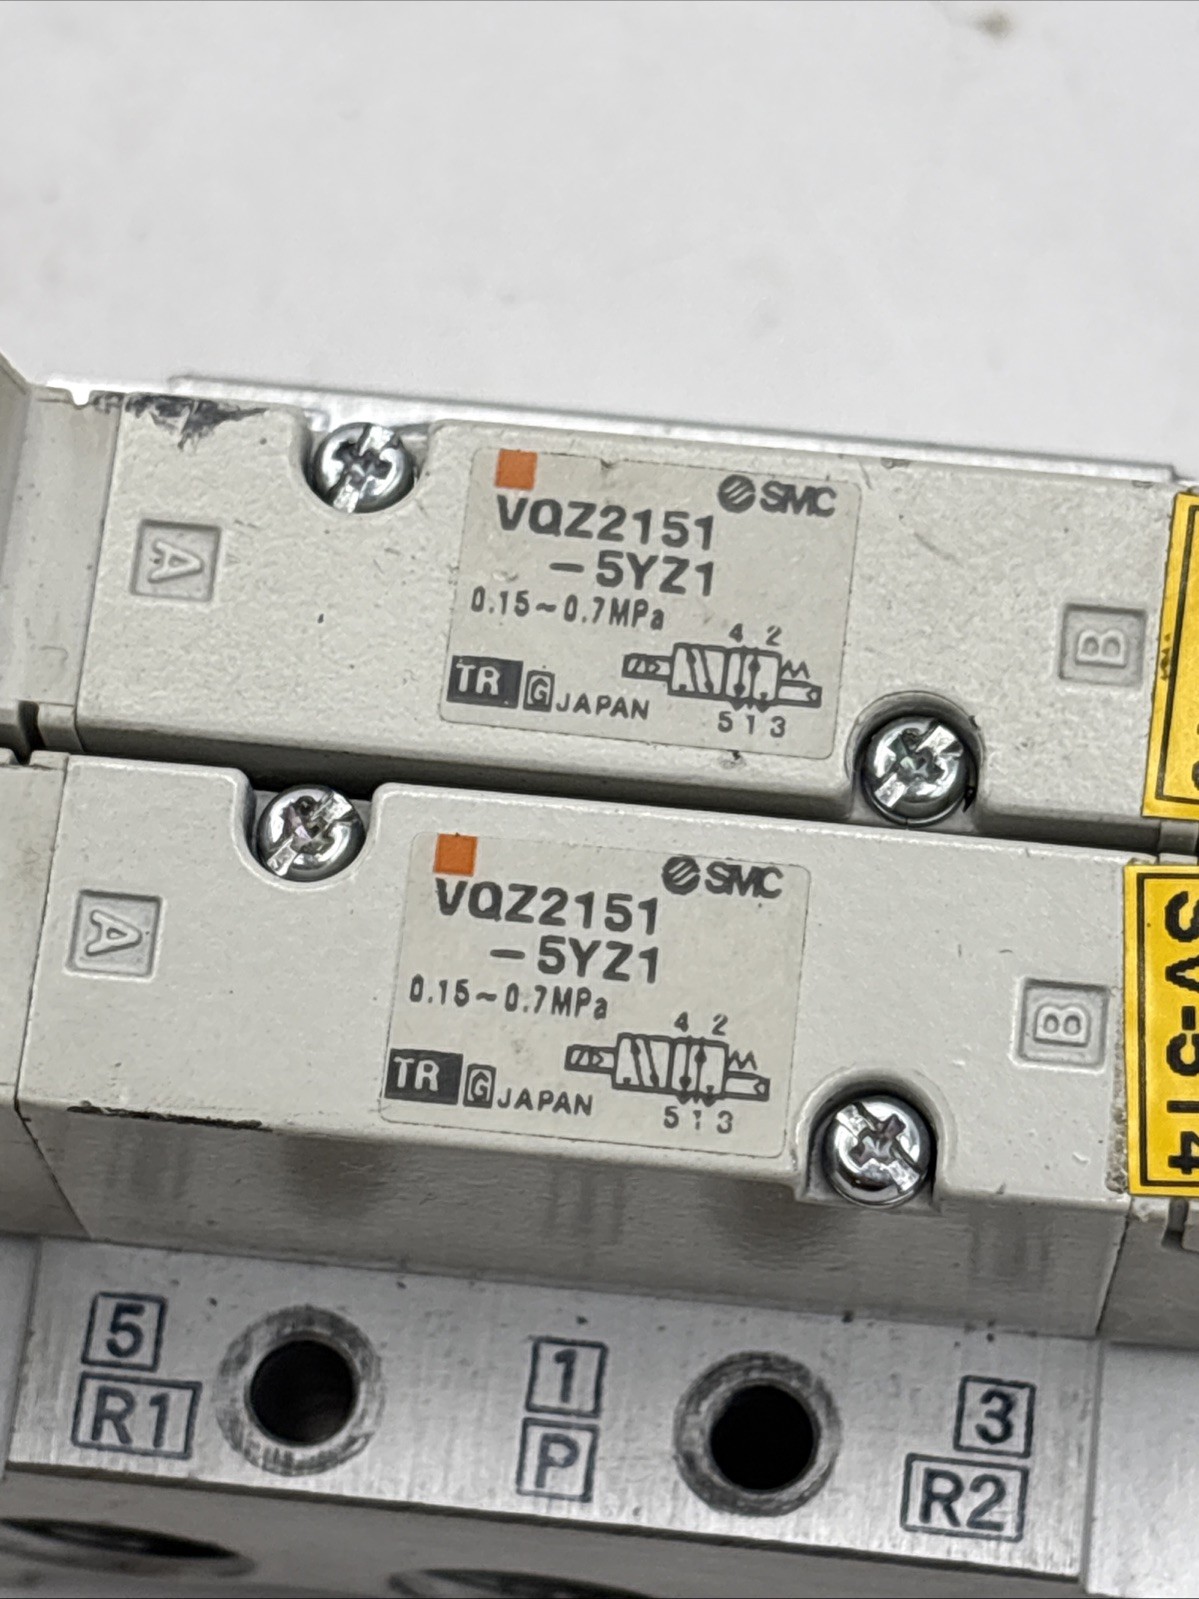 A
SMC
VQZ2151
-5YZ1
0.15~0.7MPa
4 2
TR G JAPAN
5 1 3
B
A
SMC
VQZ2151
-5YZ1
0.15~0.7MPa
4 2
TR G JAPAN
5 1 3
B
SV-514
5
R1
1
P
3
R2